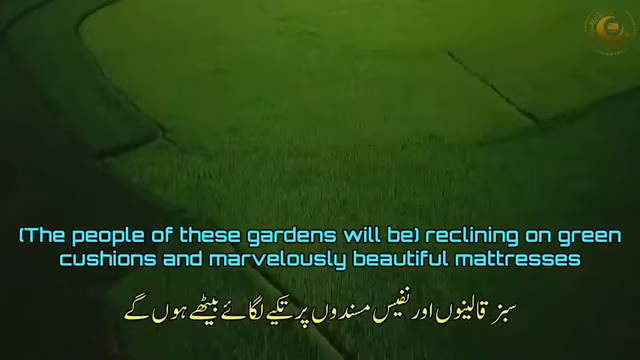 (The people of these gardens will be) reclining on green
cushions and marvelously beautiful mattresses
سبز قالینوں اور نفیس مسندوں پر تکیے لگائے بیٹھے ہوں گے